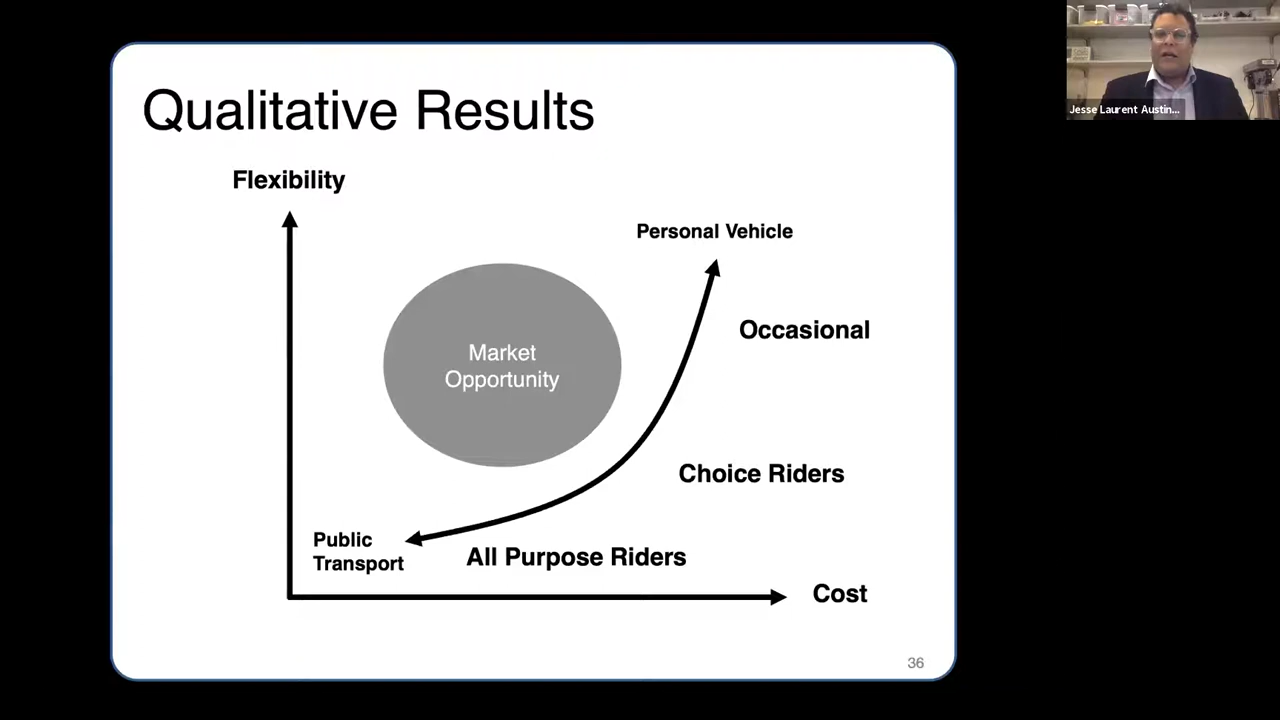 Qualitative Results
Flexibility
Personal Vehicle
Occasional
Market
Opportunity
Choice Riders
Public
Transport
All Purpose Riders
Cost
36
Jesse Laurent Austin...